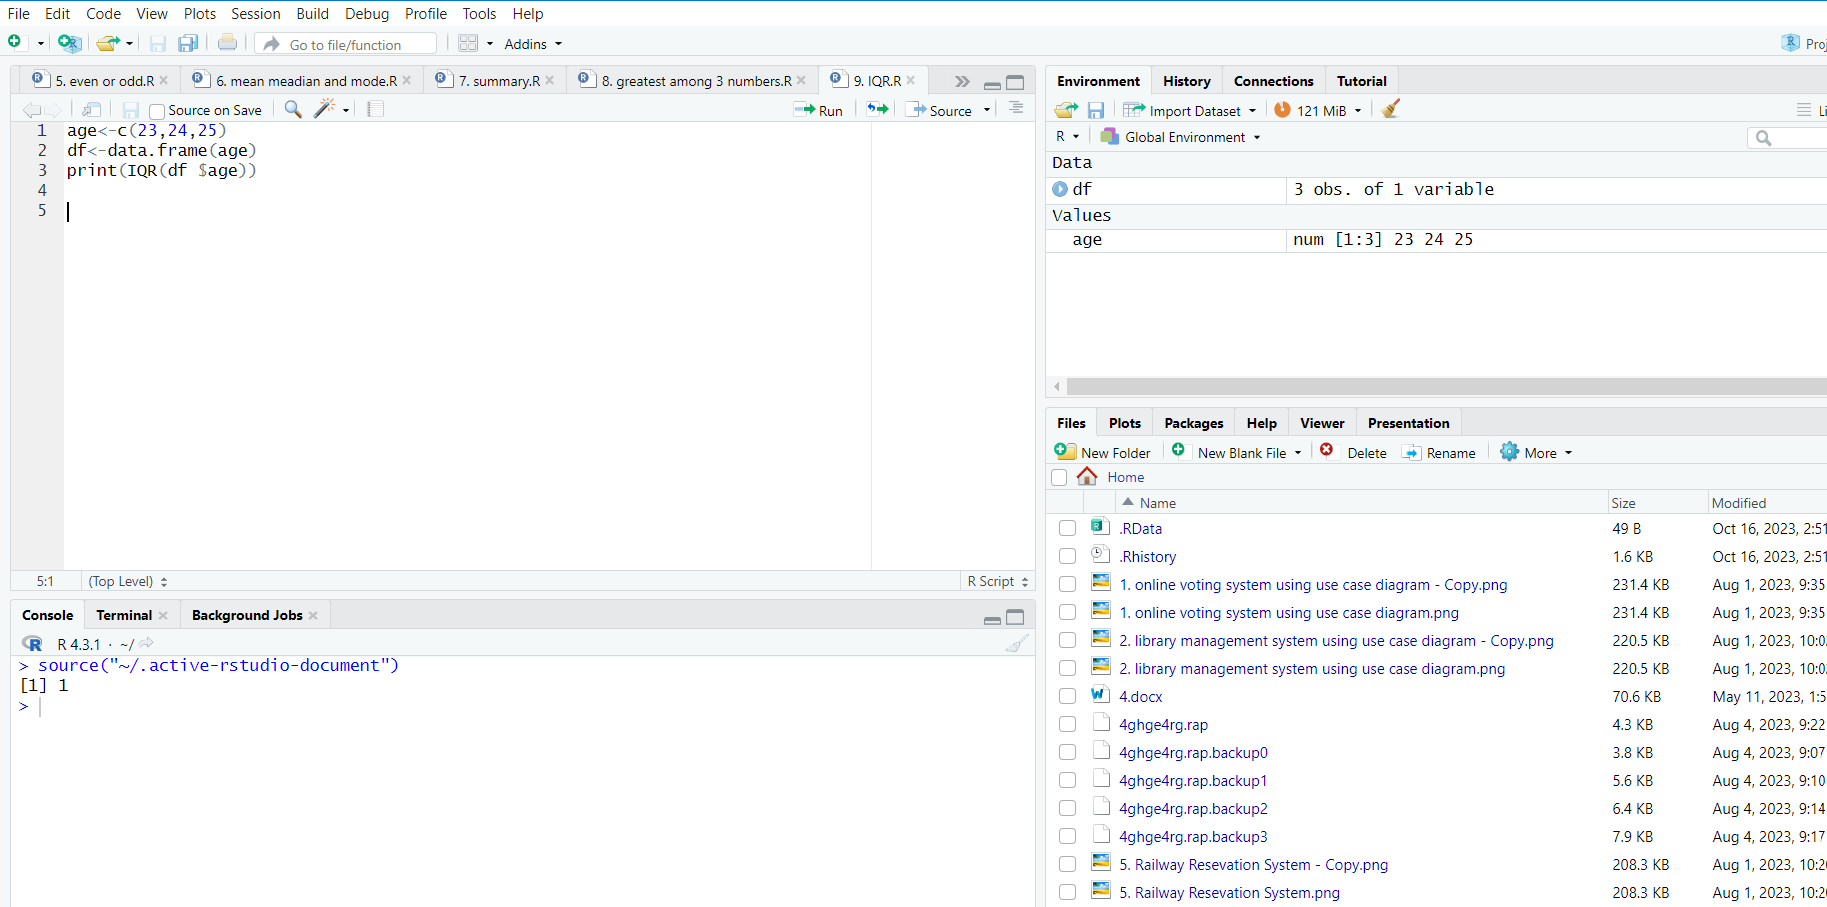 File Edit Code View Plots Session Build Debug Profile Tools Help
Go to file/function Addins
5. even or odd.R 6. mean meadian and mode.R 7. summary.R 8. greatest among 3 numbers.R 9. IQR.R
Source on Save Run Source
1 age<-c(23,24,25)
2 df<-data.frame(age)
3 print(IQR(df $age))
4
5
5:1 (Top Level) R Script
Console Terminal Background Jobs
R 4.3.1 · ~/
> source("~/.active-rstudio-document")
[1] 1
>
Environment History Connections Tutorial
Import Dataset 121 MiB
R Global Environment
Data
df 3 obs. of 1 variable
Values
age num [1:3] 23 24 25
Files Plots Packages Help Viewer Presentation
New Folder New Blank File Delete Rename More
Home
Name Size Modified
.RData 49 B Oct 16, 2023, 2:51
.Rhistory 1.6 KB Oct 16, 2023, 2:51
1. online voting system using use case diagram - Copy.png 231.4 KB Aug 1, 2023, 9:35
1. online voting system using use case diagram.png 231.4 KB Aug 1, 2023, 9:35
2. library management system using use case diagram - Copy.png 220.5 KB Aug 1, 2023, 10:02
2. library management system using use case diagram.png 220.5 KB Aug 1, 2023, 10:02
4.docx 70.6 KB May 11, 2023, 1:5
4ghge4rg.rap 4.3 KB Aug 4, 2023, 9:22
4ghge4rg.rap.backup0 3.8 KB Aug 4, 2023, 9:07
4ghge4rg.rap.backup1 5.6 KB Aug 4, 2023, 9:10
4ghge4rg.rap.backup2 6.4 KB Aug 4, 2023, 9:14
4ghge4rg.rap.backup3 7.9 KB Aug 4, 2023, 9:17
5. Railway Resevation System - Copy.png 208.3 KB Aug 1, 2023, 10:20
5. Railway Resevation System.png 208.3 KB Aug 1, 2023, 10:20